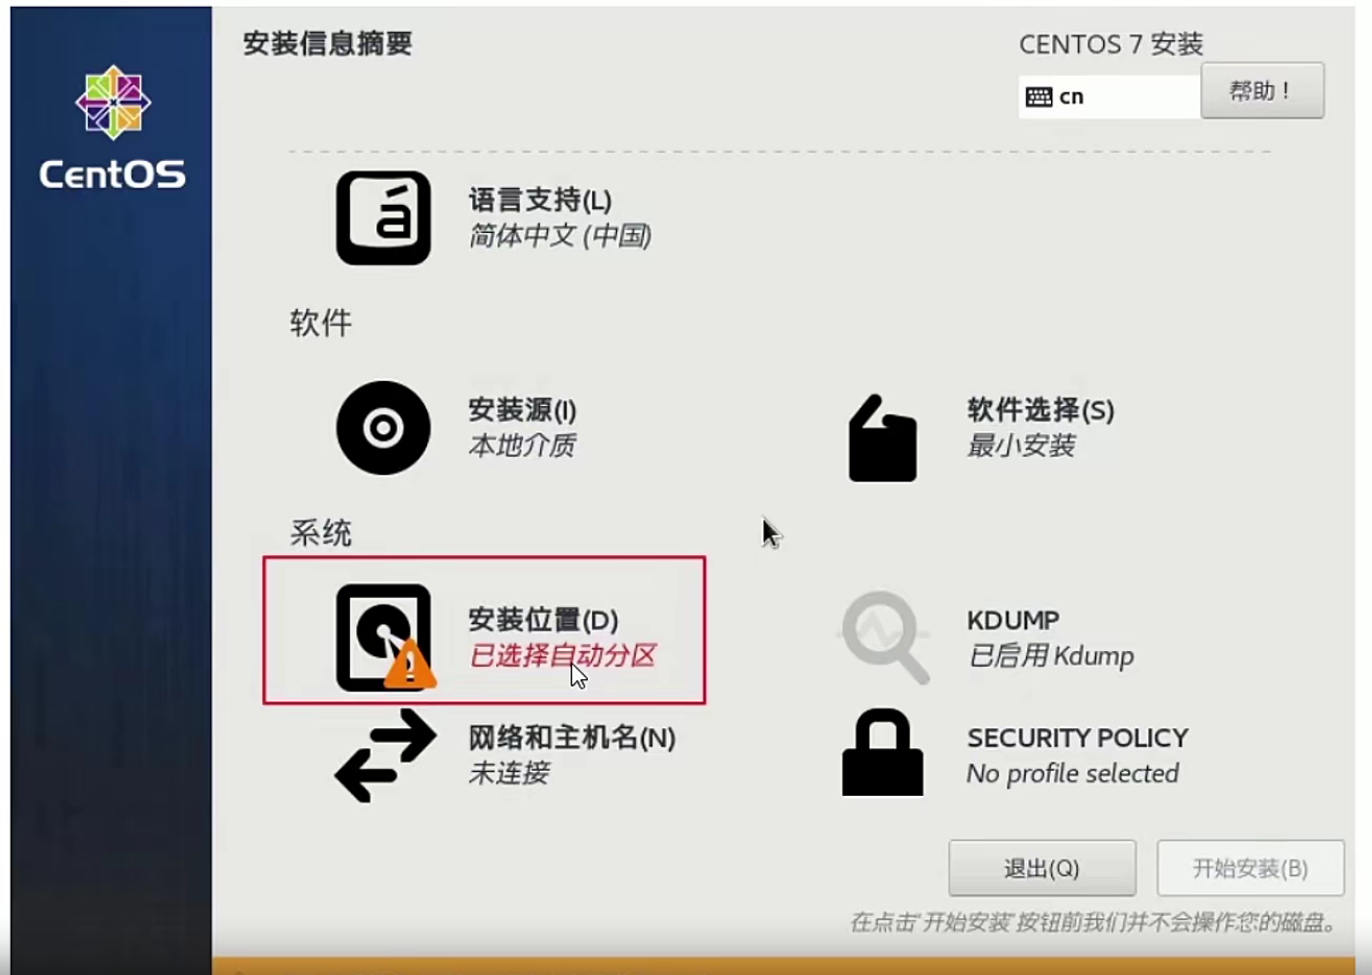 安装信息摘要
CENTOS 7 安装
cn
帮助！
CentOS
语言支持(L)
简体中文 (中国)
软件
安装源(I)
本地介质
软件选择(S)
最小安装
系统
安装位置(D)
已选择自动分区
KDUMP
已启用 Kdump
网络和主机名(N)
未连接
SECURITY POLICY
No profile selected
退出(Q)
开始安装(B)
在点击'开始安装'按钮前我们并不会操作您的磁盘。